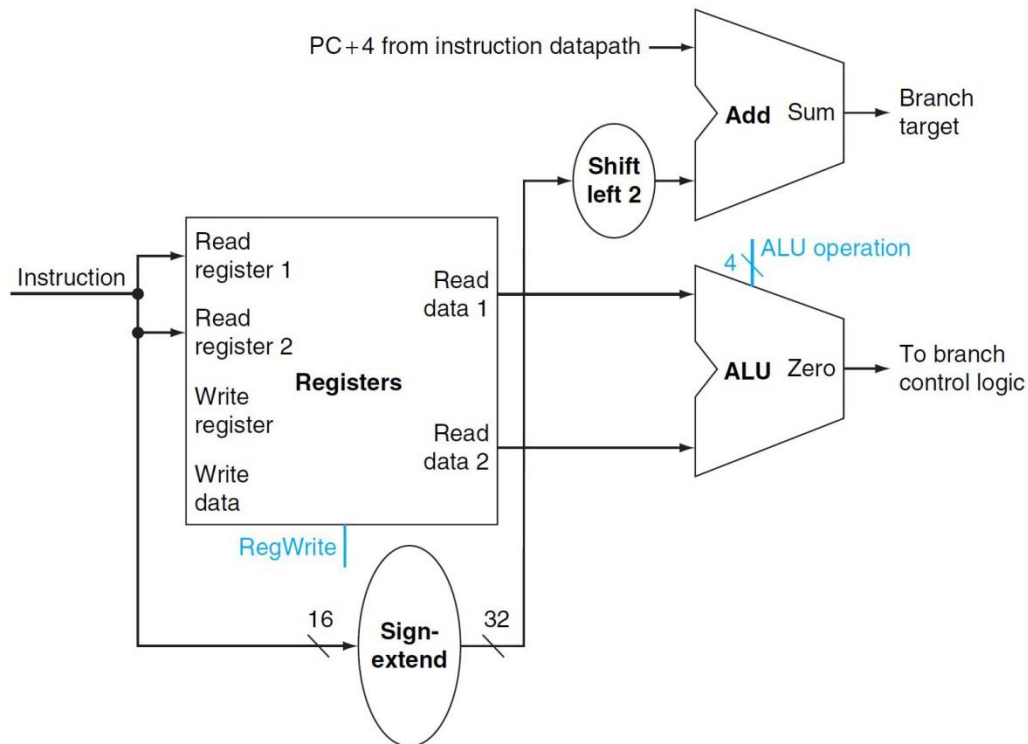 PC+4 from instruction datapath
Add Sum
Branch
target
Shift
left 2
Read
register 1
Instruction
Read
data 1
4
ALU operation
Read
register 2
Registers
ALU Zero
To branch
control logic
Write
register
Read
data 2
Write
data
RegWrite
16
32
Sign-
extend